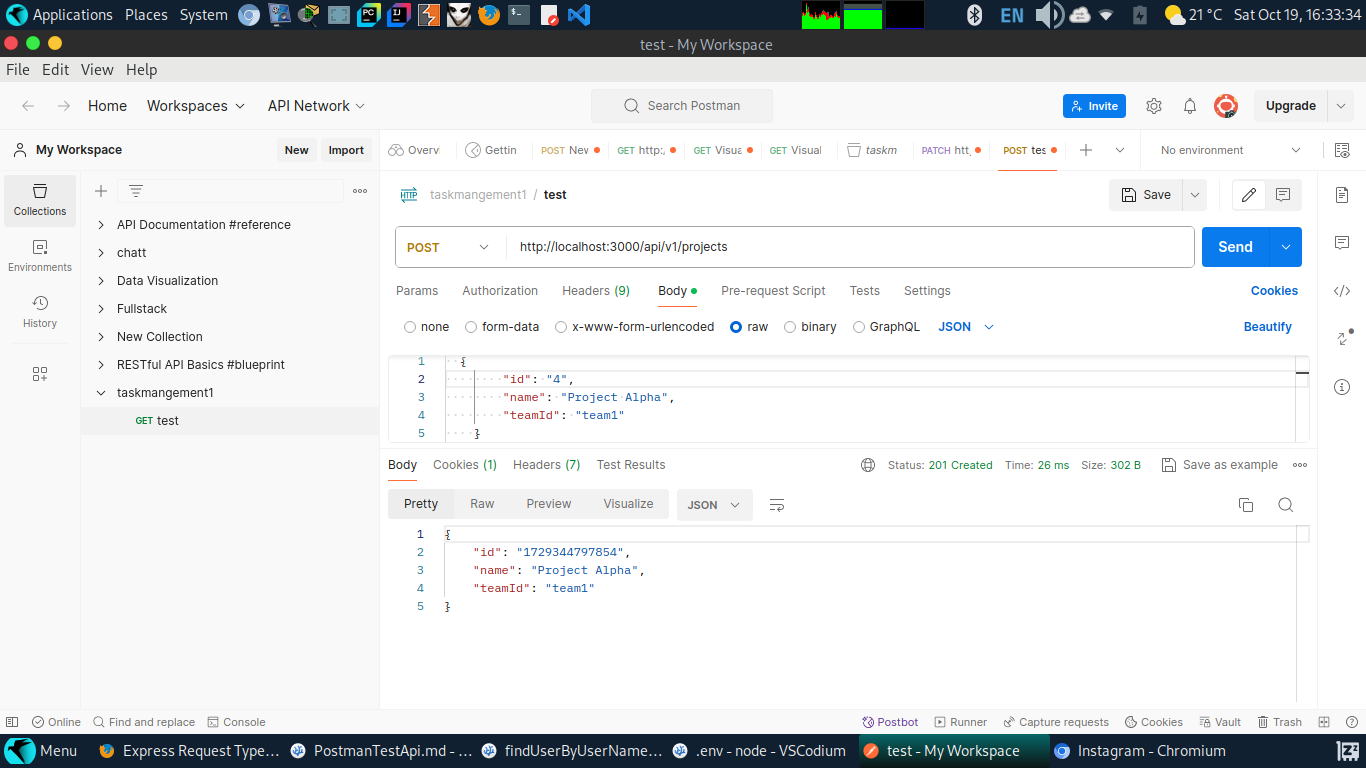 Applications Places System EN 21 °C Sat Oct 19, 16:33:34
test - My Workspace
File Edit View Help
Home Workspaces API Network Search Postman Invite Upgrade
My Workspace New Import Overvi Gettin POST Nev GET http:, GET Visua GET Visual taskm PATCH htt POST tes No environment
Collections
Environments
History
API Documentation #reference
chatt
Data Visualization
Fullstack
New Collection
RESTful API Basics #blueprint
taskmangement1
GET test
HTTP taskmangement1 / test Save
POST http://localhost:3000/api/v1/projects Send
Params Authorization Headers (9) Body Pre-request Script Tests Settings Cookies
none form-data x-www-form-urlencoded raw binary GraphQL JSON Beautify
1 {
2 "id": "4",
3 "name": "Project Alpha",
4 "teamId": "team1"
5 }
Body Cookies (1) Headers (7) Test Results Status: 201 Created Time: 26 ms Size: 302 B Save as example
Pretty Raw Preview Visualize JSON
1 {
2 "id": "1729344797854",
3 "name": "Project Alpha",
4 "teamId": "team1"
5 }
Online Find and replace Console Postbot Runner Capture requests Cookies Vault Trash
Menu Express Request Type... PostmanTestApi.md - ... findUserByUserName... .env - node - VSCodium test - My Workspace Instagram - Chromium